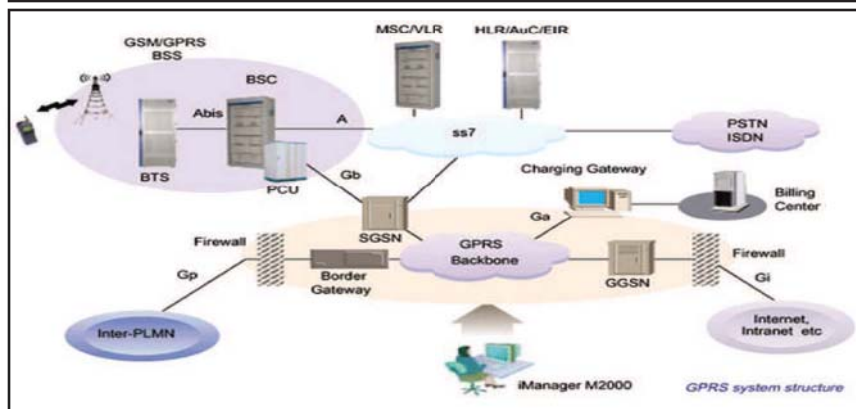 MSC/VLR
HLR/AuC/EIR
GSM/GPRS
BSS
BSC
Abis
A
ss7
PSTN
ISDN
BTS
PCU
Gb
Charging Gateway
SGSN
Ga
Billing
Center
Firewall
GPRS
Backbone
Firewall
Gp
Border
Gateway
GGSN
Gi
Inter-PLMN
Internet,
Intranet etc
iManager M2000
GPRS system structure